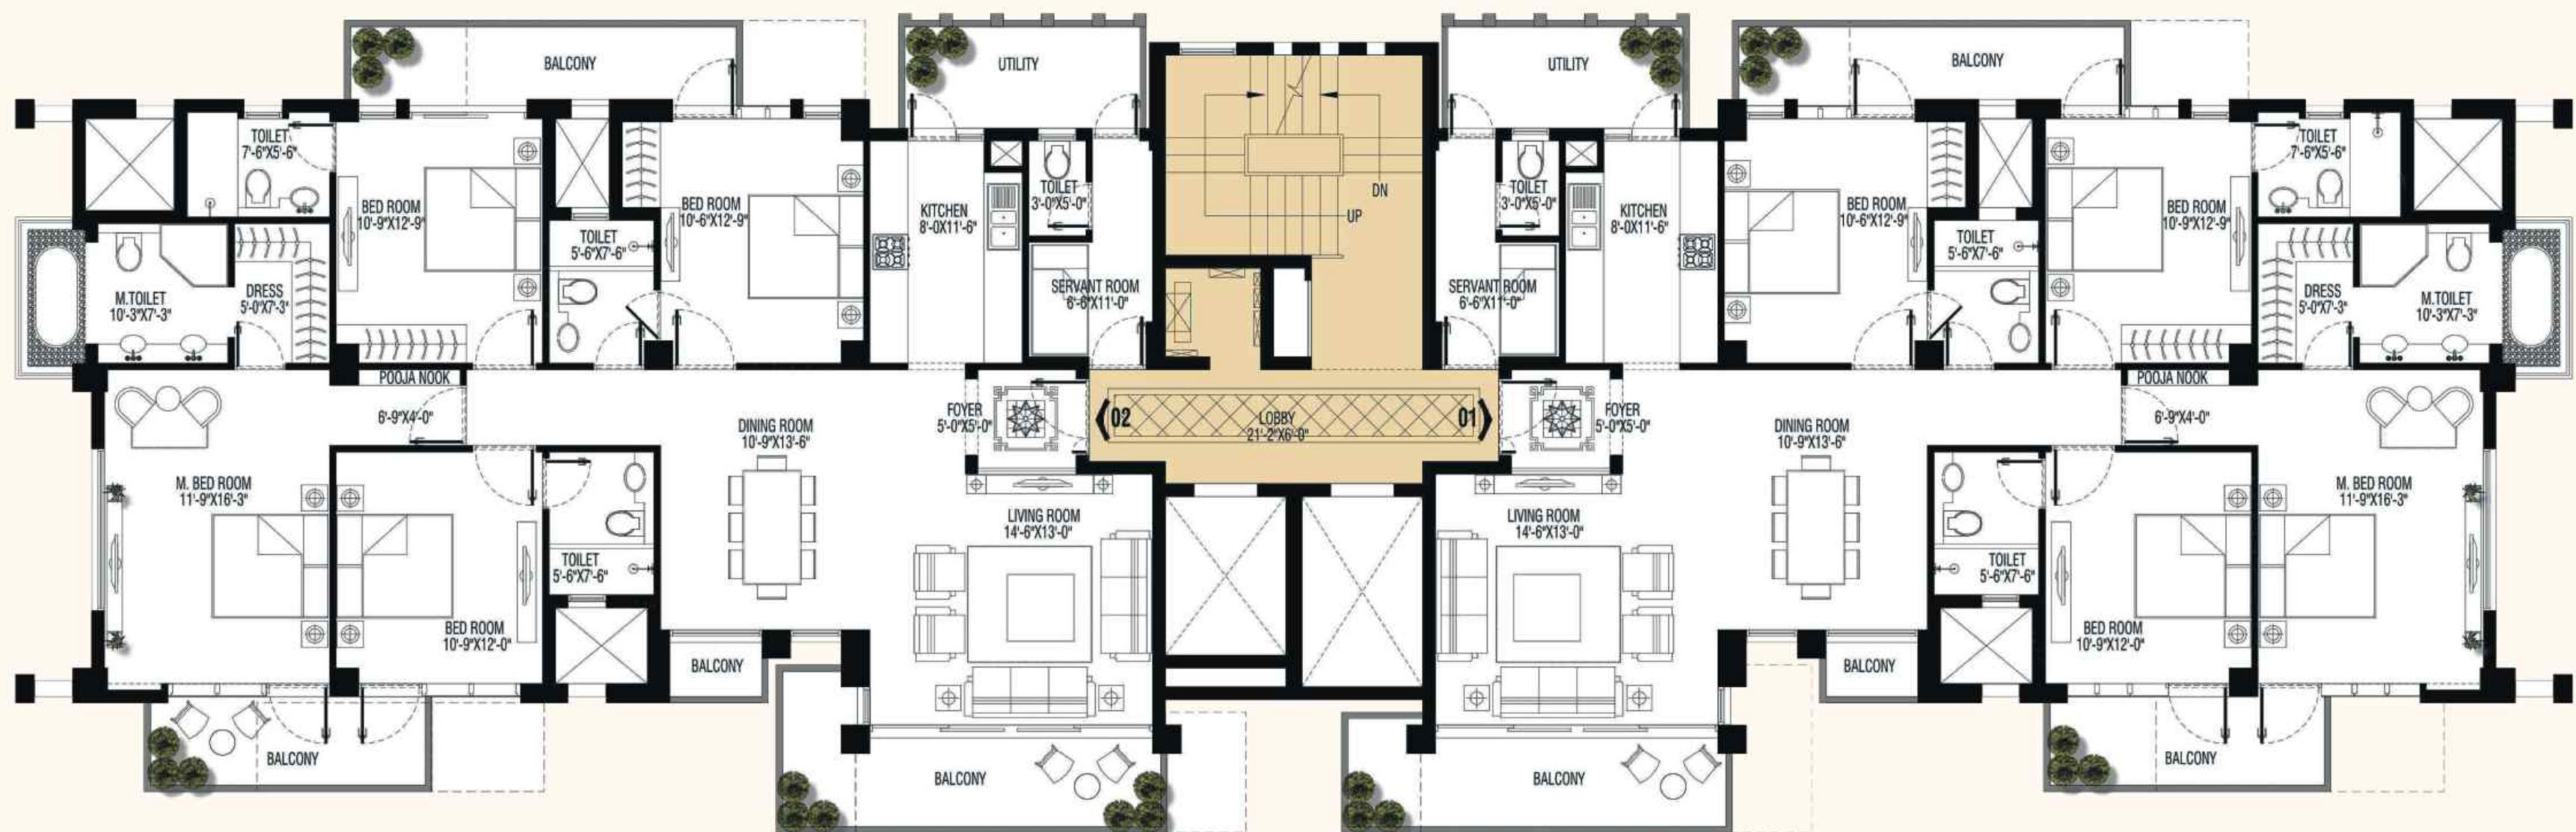 BALCONY
UTILITY
UTILITY
BALCONY
TOILET
7'-6"X5'-6"
BED ROOM
10'-9"X12'-9"
TOILET
5'-6"X7'-6"
BED ROOM
10'-6"X12'-9"
KITCHEN
8'-0X11'-6"
TOILET
3'-0"X5'-0"
SERVANT ROOM
6'-6"X11'-0"
M.TOILET
10'-3"X7'-3"
DRESS
5'-0"X7'-3"
DN
UP
TOILET
3'-0"X5'-0"
SERVANT ROOM
6'-6"X11'-0"
KITCHEN
8'-0X11'-6"
BED ROOM
10'-6"X12'-9"
TOILET
5'-6"X7'-6"
BED ROOM
10'-9"X12'-9"
TOILET
7'-6"X5'-6"
DRESS
5'-0"X7'-3"
M.TOILET
10'-3"X7'-3"
POOJA NOOK
6'-9"X4'-0"
DINING ROOM
10'-9"X13'-6"
FOYER
5'-0"X5'-0"
02
LOBBY
21'-2"X6'-0"
01
FOYER
5'-0"X5'-0"
DINING ROOM
10'-9"X13'-6"
POOJA NOOK
6'-9"X4'-0"
M. BED ROOM
11'-9"X16'-3"
BED ROOM
10'-9"X12'-0"
TOILET
5'-6"X7'-6"
LIVING ROOM
14'-6"X13'-0"
LIVING ROOM
14'-6"X13'-0"
TOILET
5'-6"X7'-6"
BED ROOM
10'-9"X12'-0"
M. BED ROOM
11'-9"X16'-3"
BALCONY
BALCONY
BALCONY
BALCONY
BALCONY
BALCONY